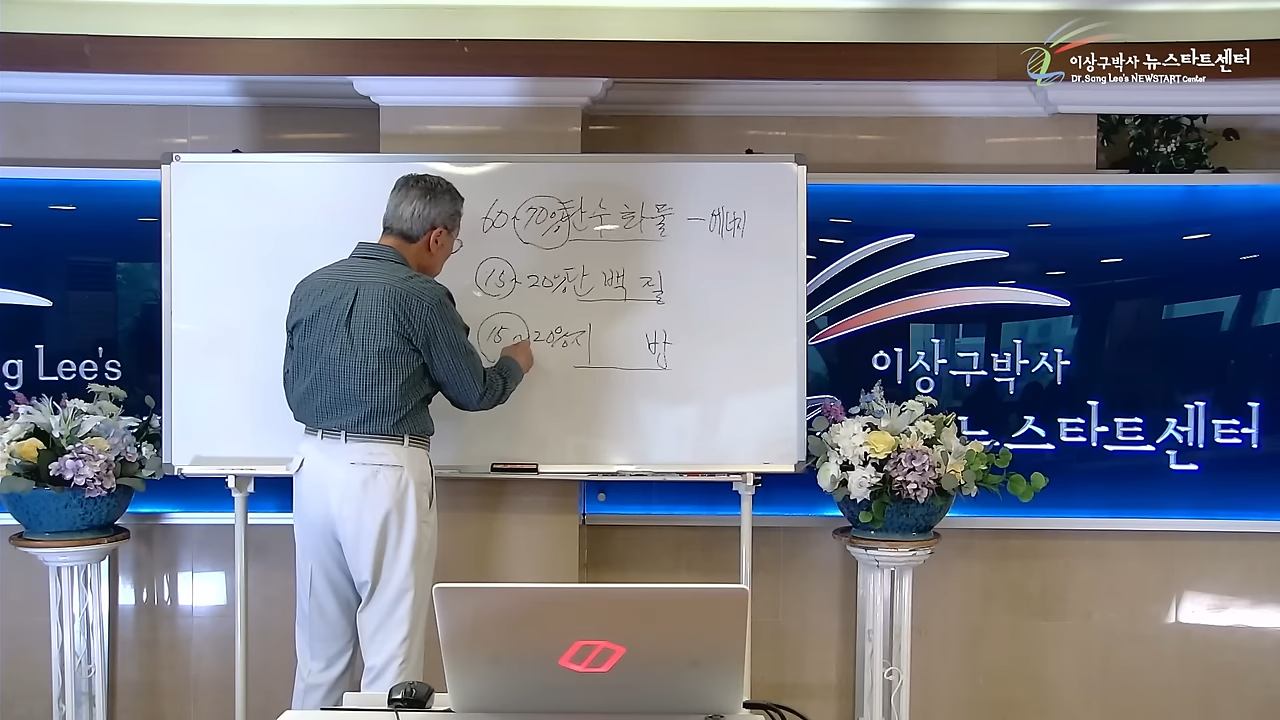 이상구박사 뉴스타트센터
Dr. Sang Lee's NEWSTART Center
60~70% 탄수화물 - 에너지
15~20% 단백질
15~20% 지 방
g Lee's
이상구박사
뉴스타트센터